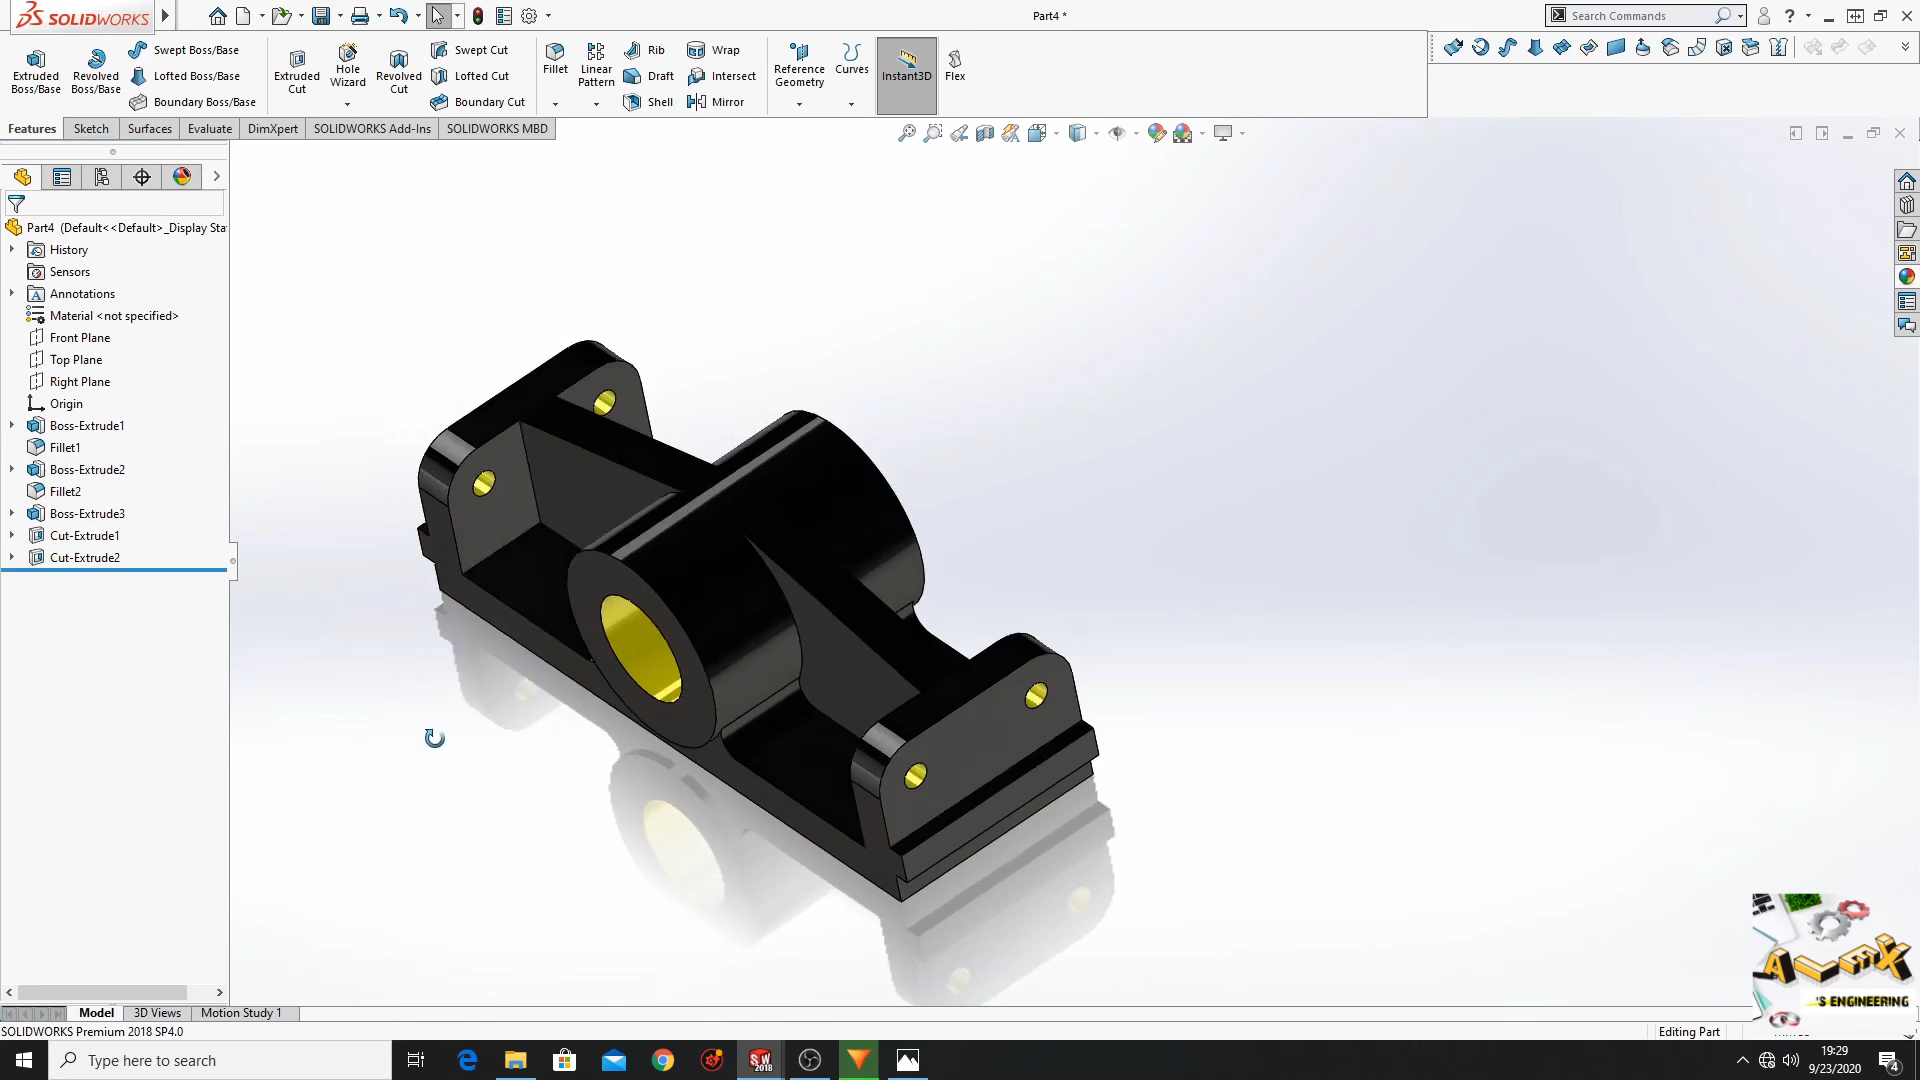 SOLIDWORKS
Part4 *
Search Commands
Extruded Boss/Base
Revolved Boss/Base
Swept Boss/Base
Lofted Boss/Base
Boundary Boss/Base
Extruded Cut
Hole Wizard
Revolved Cut
Swept Cut
Lofted Cut
Boundary Cut
Fillet
Linear Pattern
Rib
Draft
Shell
Wrap
Intersect
Mirror
Reference Geometry
Curves
Instant3D
Flex
Features
Sketch
Surfaces
Evaluate
DimXpert
SOLIDWORKS Add-Ins
SOLIDWORKS MBD
Part4 (Default<<Default>_Display Sta
History
Sensors
Annotations
Material <not specified>
Front Plane
Top Plane
Right Plane
Origin
Boss-Extrude1
Fillet1
Boss-Extrude2
Fillet2
Boss-Extrude3
Cut-Extrude1
Cut-Extrude2
ALEX
'S ENGINEERING
Model
3D Views
Motion Study 1
SOLIDWORKS Premium 2018 SP4.0
Editing Part
Type here to search
SW
2018
19:29
9/23/2020
4